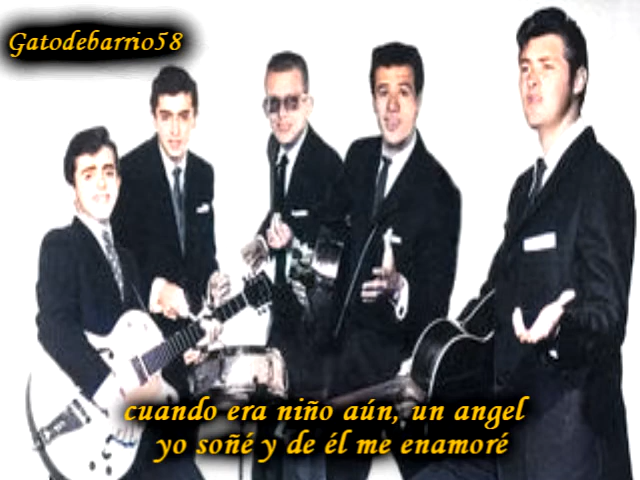 Gatodebarrio58
cuando era niño aún, un angel
yo soñé y de él me enamoré